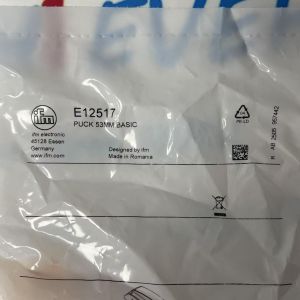 ifm
E12517
PUCK 53MM BASIC
ifm electronic
45128 Essen
Germany
www.ifm.com
Designed by ifm
Made in Romania
PE-LD